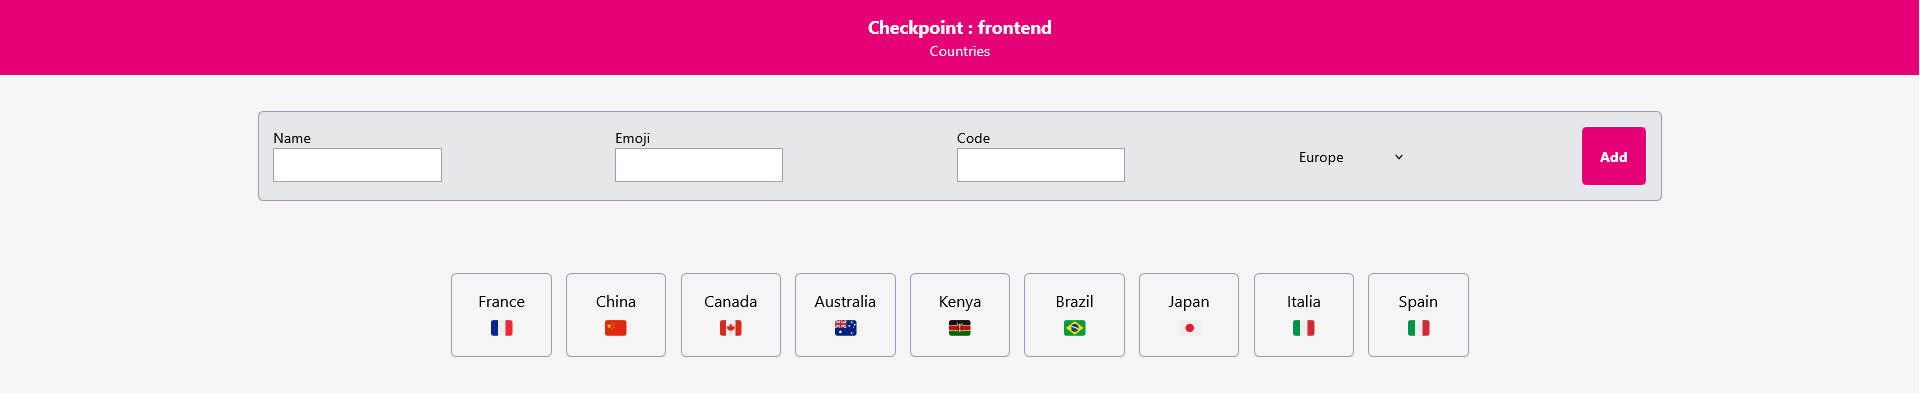 Checkpoint : frontend
Countries
Name
Emoji
Code
Europe
Add
France
China
Canada
Australia
Kenya
Brazil
Japan
Italia
Spain